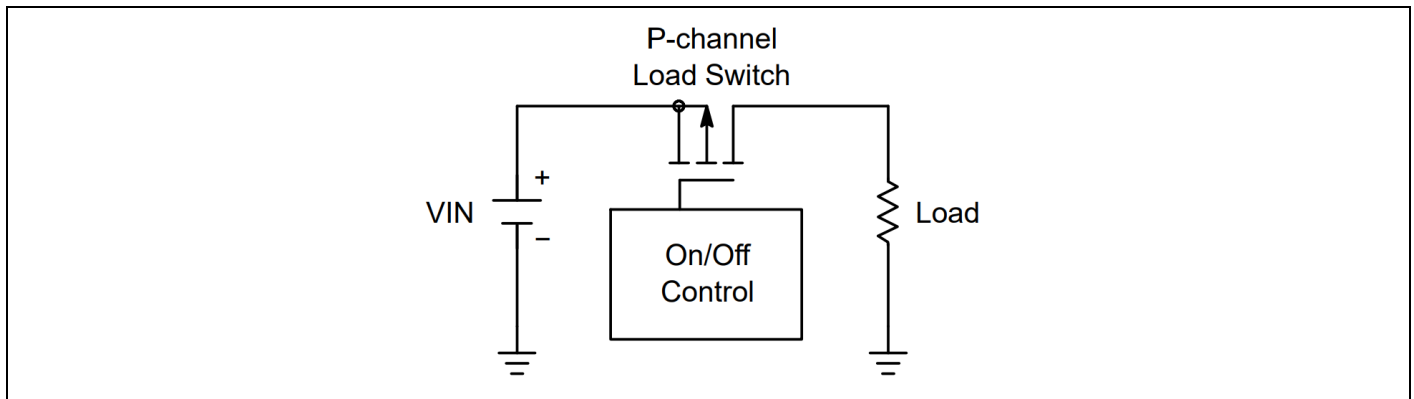 P-channel
Load Switch
+
VIN
Load
−
On/Off
Control